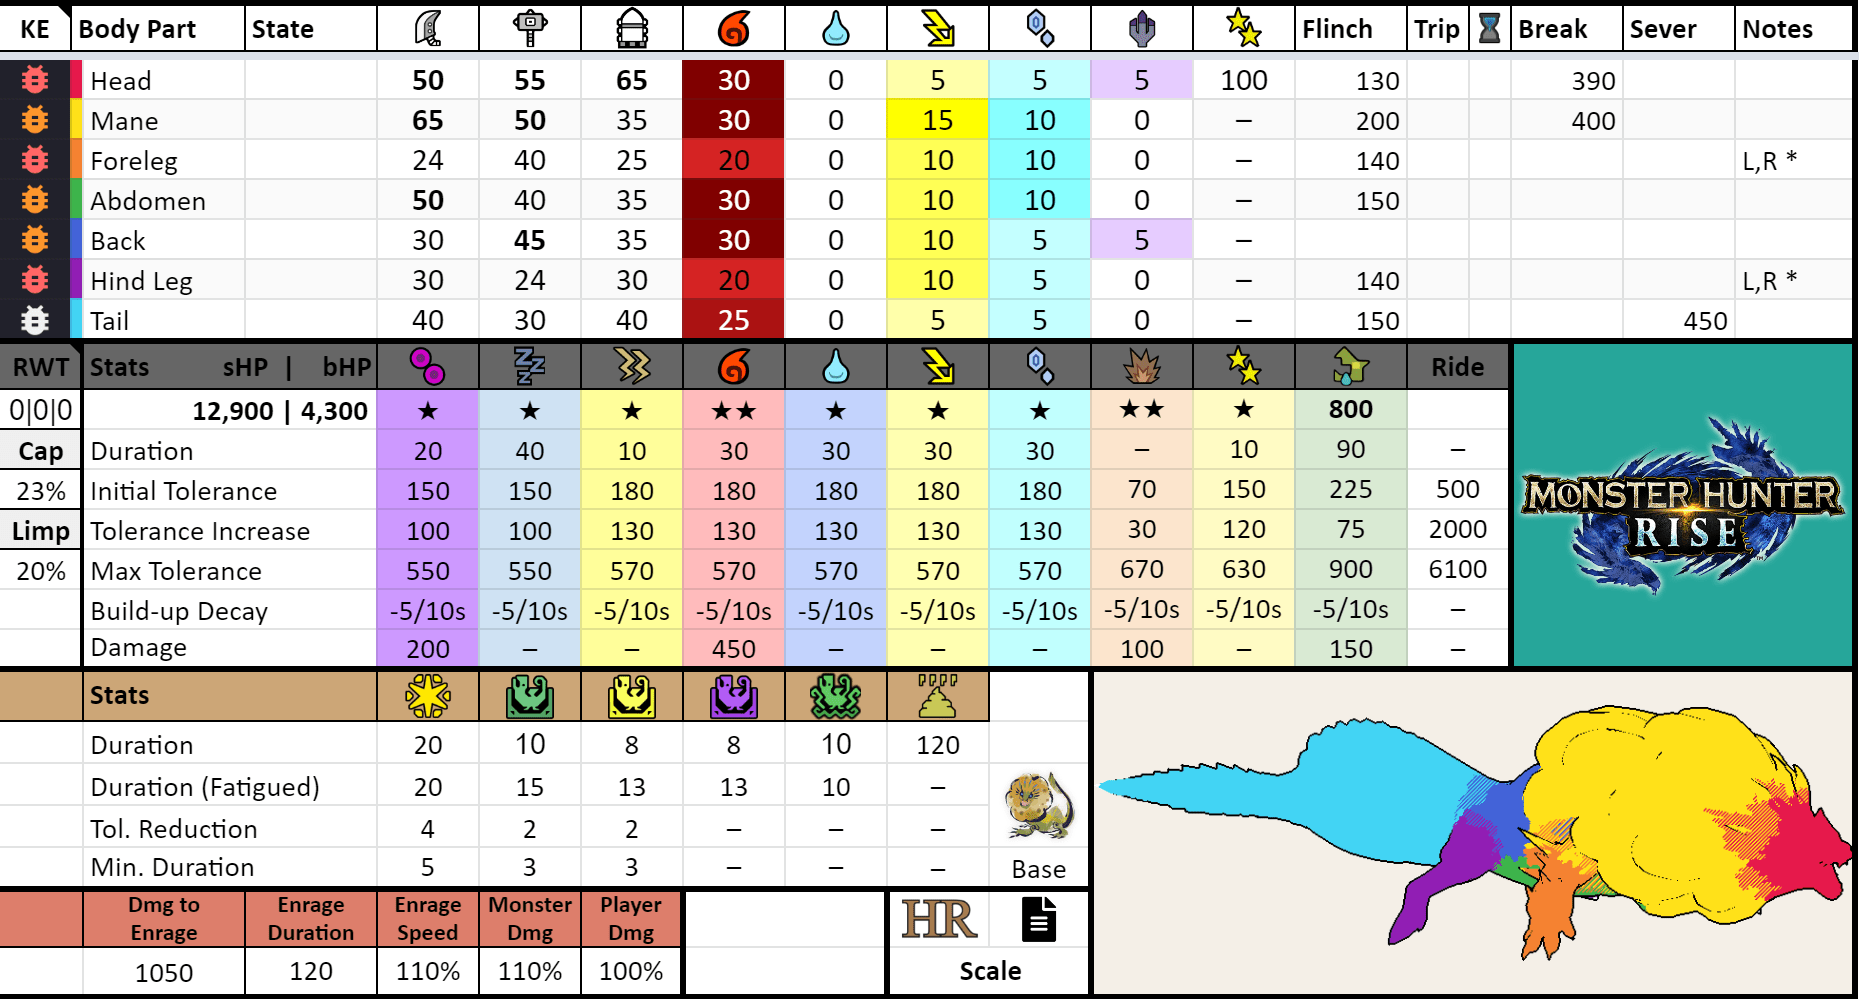 KE Body Part State Flinch Trip Break Sever Notes
Head 50 55 65 30 0 5 5 5 100 130 390
Mane 65 50 35 30 0 15 10 0 – 200 400
Foreleg 24 40 25 20 0 10 10 0 – 140 L,R *
Abdomen 50 40 35 30 0 10 10 0 – 150
Back 30 45 35 30 0 10 5 5 –
Hind Leg 30 24 30 20 0 10 5 0 – 140 L,R *
Tail 40 30 40 25 0 5 5 0 – 150 450
RWT Stats sHP | bHP Ride
0|0|0 12,900 | 4,300 ★ ★ ★ ★★ ★ ★ ★ ★★ ★ 800
Cap Duration 20 40 10 30 30 30 30 – 10 90 –
23% Initial Tolerance 150 150 180 180 180 180 180 70 150 225 500
Limp Tolerance Increase 100 100 130 130 130 130 130 30 120 75 2000
20% Max Tolerance 550 550 570 570 570 570 570 670 630 900 6100
Build-up Decay -5/10s -5/10s -5/10s -5/10s -5/10s -5/10s -5/10s -5/10s -5/10s -5/10s –
Damage 200 – – 450 – – – 100 – 150 –
MONSTER HUNTER
RISE
Stats
Duration 20 10 8 8 10 120
Duration (Fatigued) 20 15 13 13 10 –
Tol. Reduction 4 2 2 – – –
Min. Duration 5 3 3 – – – Base
Dmg to Enrage Enrage Monster Player
Enrage Duration Speed Dmg Dmg HR
1050 120 110% 110% 100% Scale